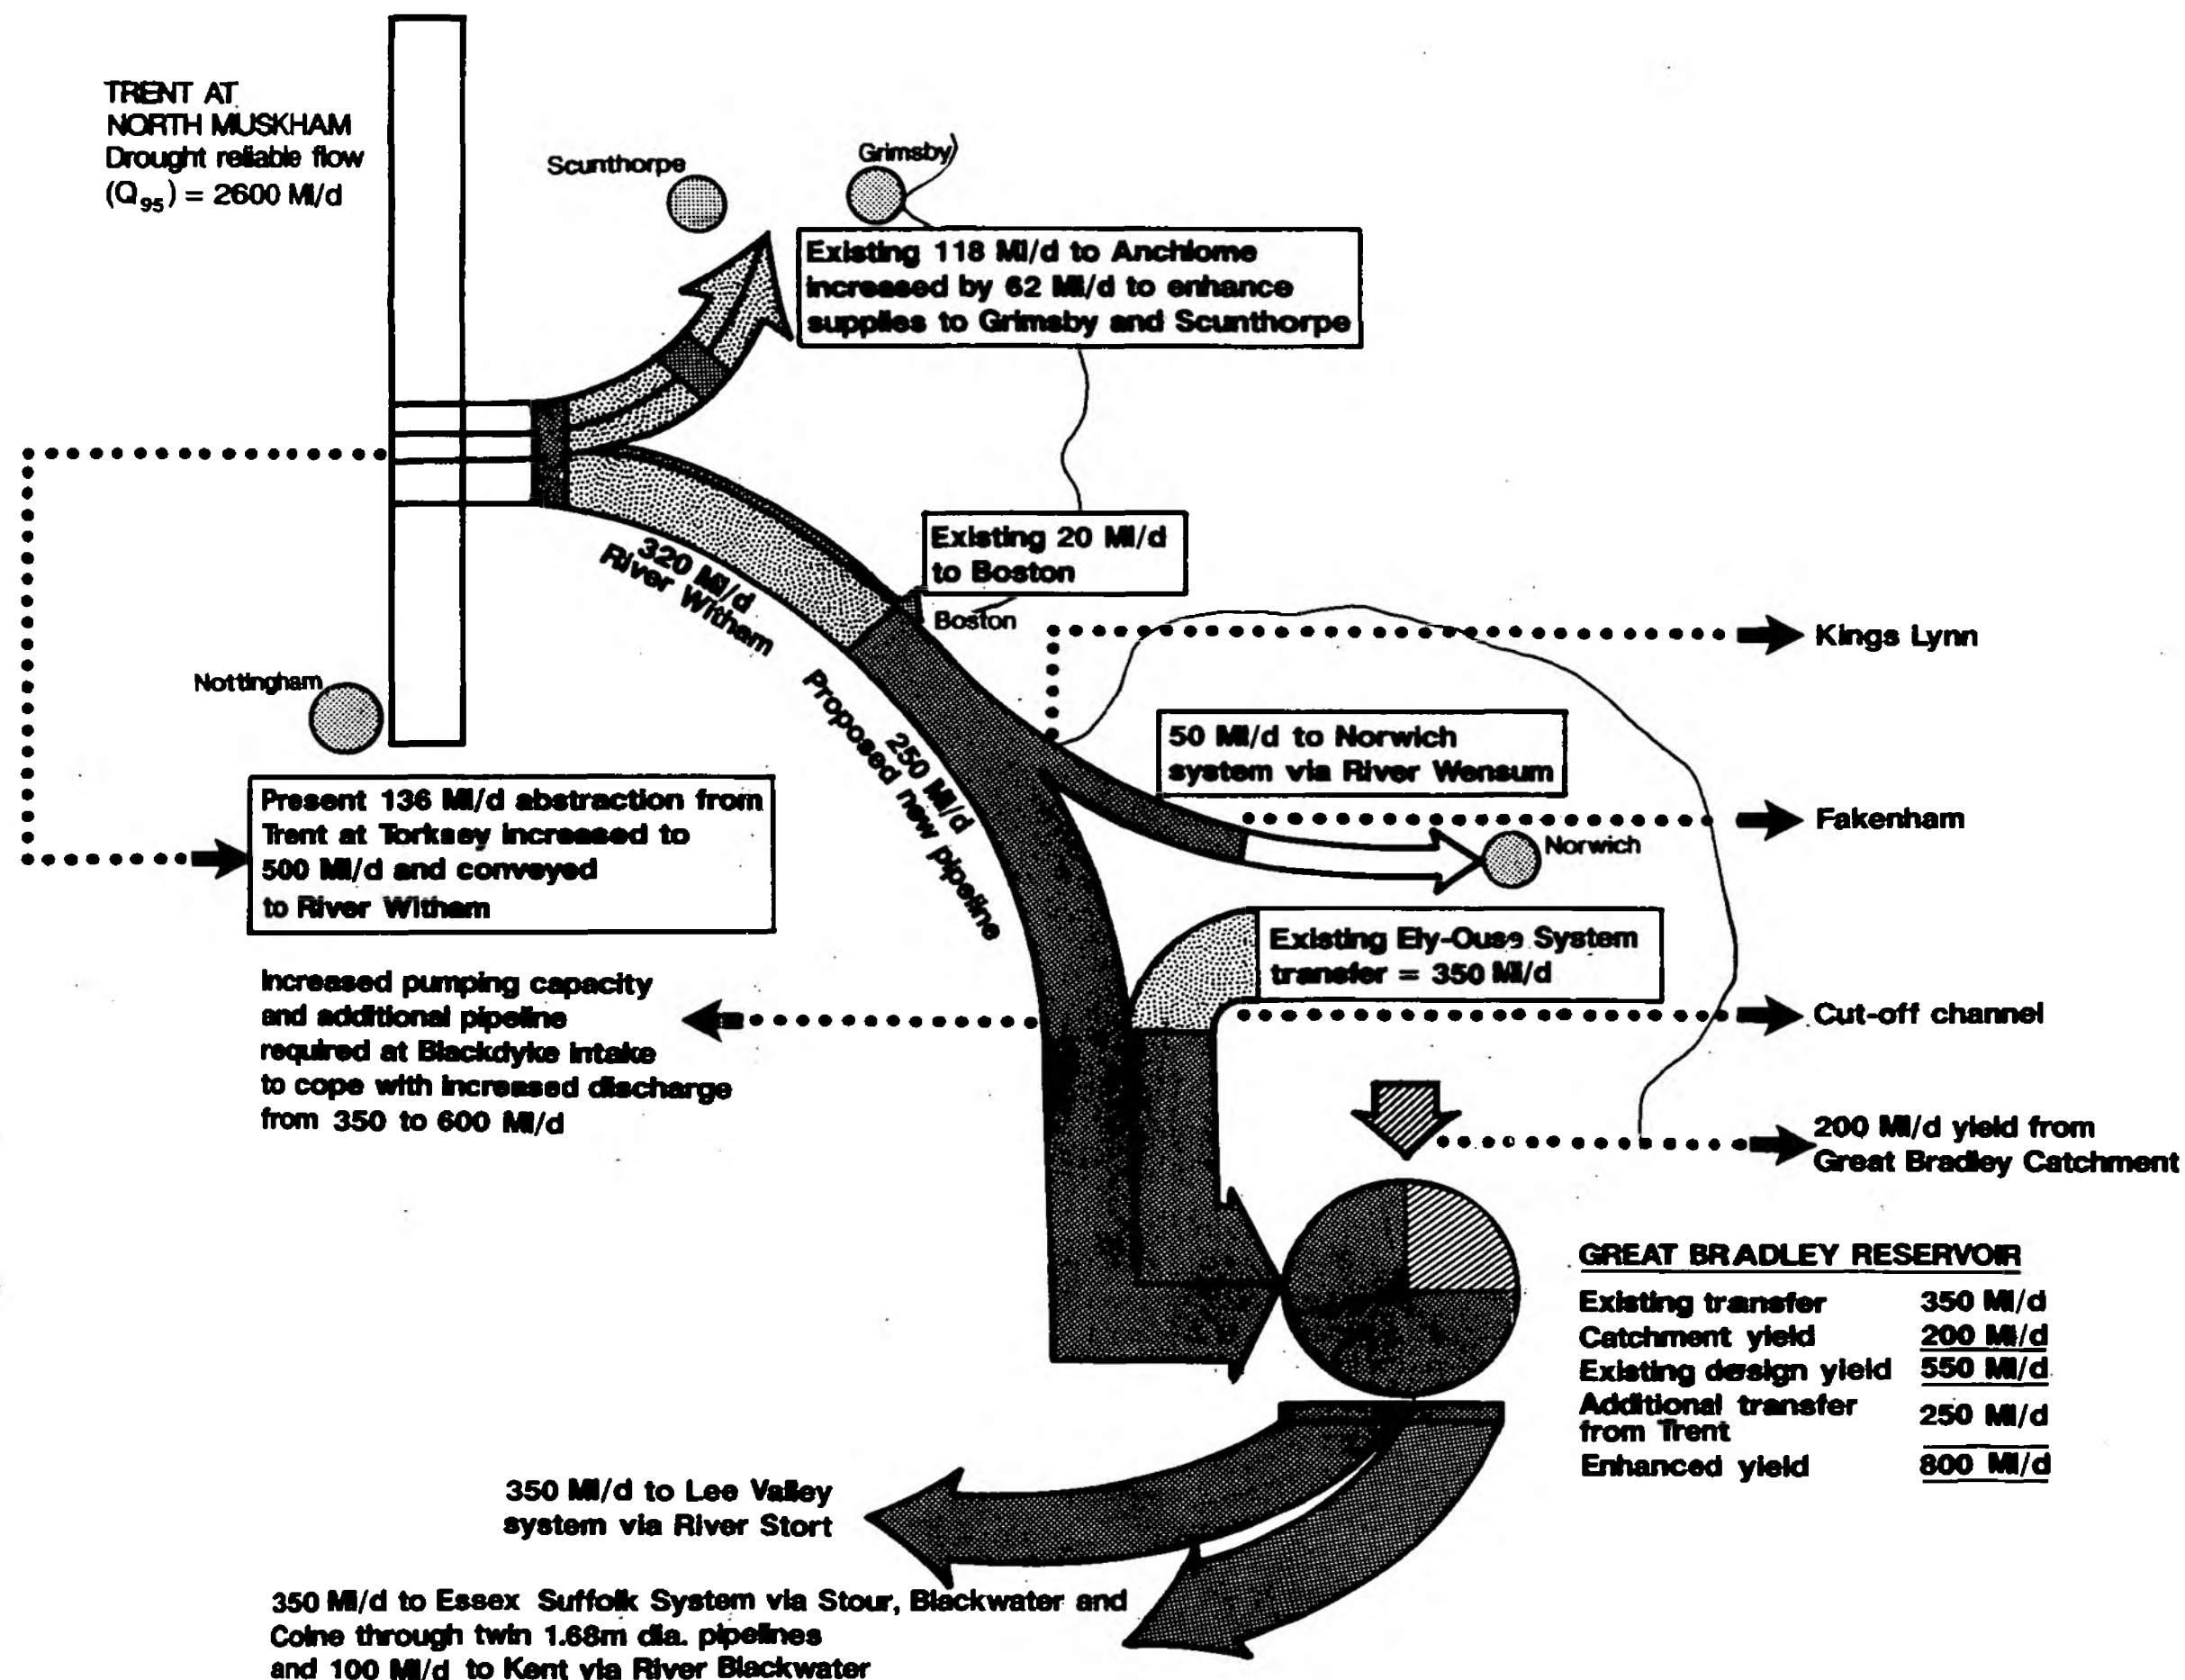 TRENT AT
NORTH MUSKHAM
Drought reliable flow
(Q95) = 2600 Ml/d
Scunthorpe
Grimsby
Existing 118 Ml/d to Anchlome
increased by 62 Ml/d to enhance
supplies to Grimsby and Scunthorpe
Existing 20 Ml/d
to Boston
Boston
320 Ml/d
River Witham
Kings Lynn
Nottingham
250 Ml/d
Proposed new pipeline
50 Ml/d to Norwich
system via River Wensum
Fakenham
Norwich
Present 136 Ml/d abstraction from
Trent at Torksey increased to
500 Ml/d and conveyed
to River Witham
Existing Ely-Ouse System
transfer = 350 Ml/d
Cut-off channel
Increased pumping capacity
and additional pipeline
required at Blackdyke intake
to cope with increased discharge
from 350 to 600 Ml/d
200 Ml/d yield from
Great Bradley Catchment
GREAT BRADLEY RESERVOIR
Existing transfer 350 Ml/d
Catchment yield 200 Ml/d
Existing design yield 550 Ml/d
Additional transfer
from Trent 250 Ml/d
Enhanced yield 800 Ml/d
350 Ml/d to Lee Valley
system via River Stort
350 Ml/d to Essex Suffolk System via Stour, Blackwater and
Colne through twin 1.68m dia. pipelines
and 100 Ml/d to Kent via River Blackwater